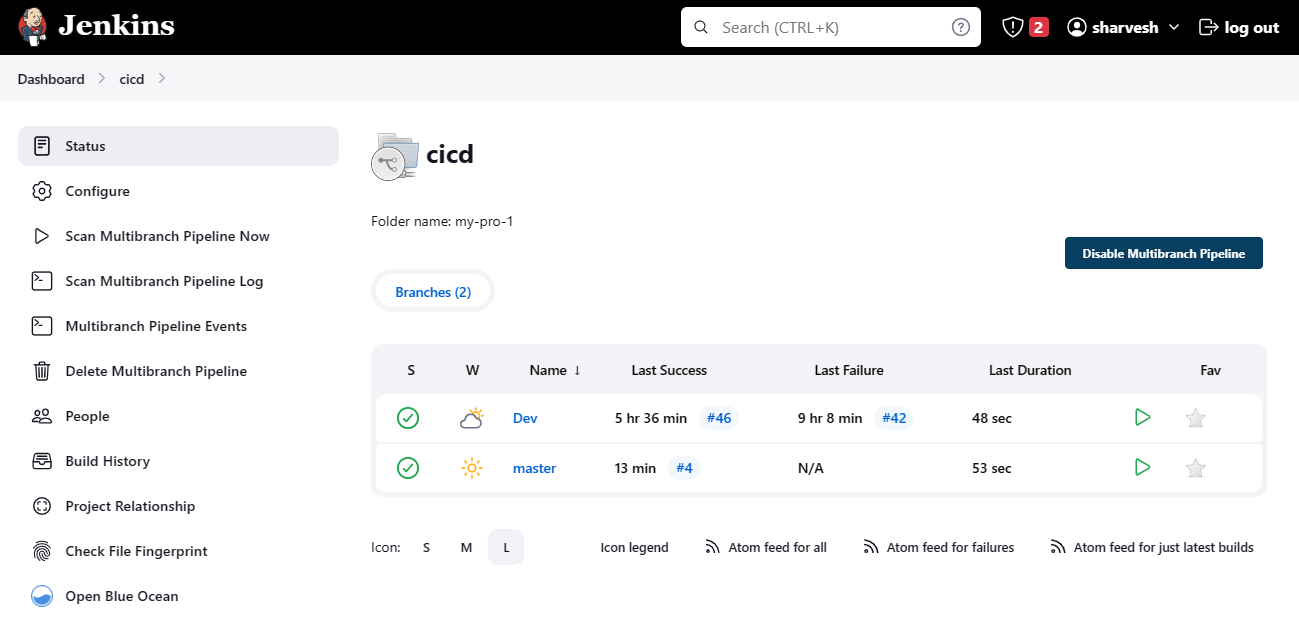 Jenkins
Search (CTRL+K)
2
sharvesh
log out
Dashboard
cicd
Status
Configure
Scan Multibranch Pipeline Now
Scan Multibranch Pipeline Log
Multibranch Pipeline Events
Delete Multibranch Pipeline
People
Build History
Project Relationship
Check File Fingerprint
Open Blue Ocean
cicd
Folder name: my-pro-1
Disable Multibranch Pipeline
Branches (2)
S W Name ↓ Last Success Last Failure Last Duration Fav
Dev 5 hr 36 min #46 9 hr 8 min #42 48 sec
master 13 min #4 N/A 53 sec
Icon: S M L Icon legend Atom feed for all Atom feed for failures Atom feed for just latest builds